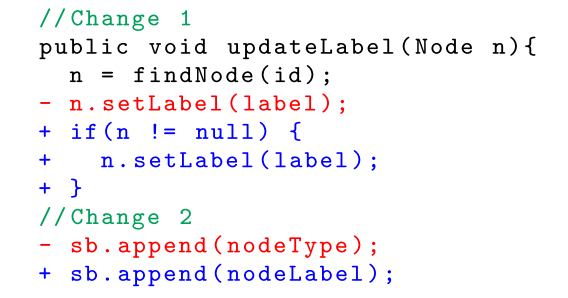 //Change 1
public void updateLabel(Node n){
  n = findNode(id);
- n.setLabel(label);
+ if(n != null) {
+   n.setLabel(label);
+ }
//Change 2
- sb.append(nodeType);
+ sb.append(nodeLabel);